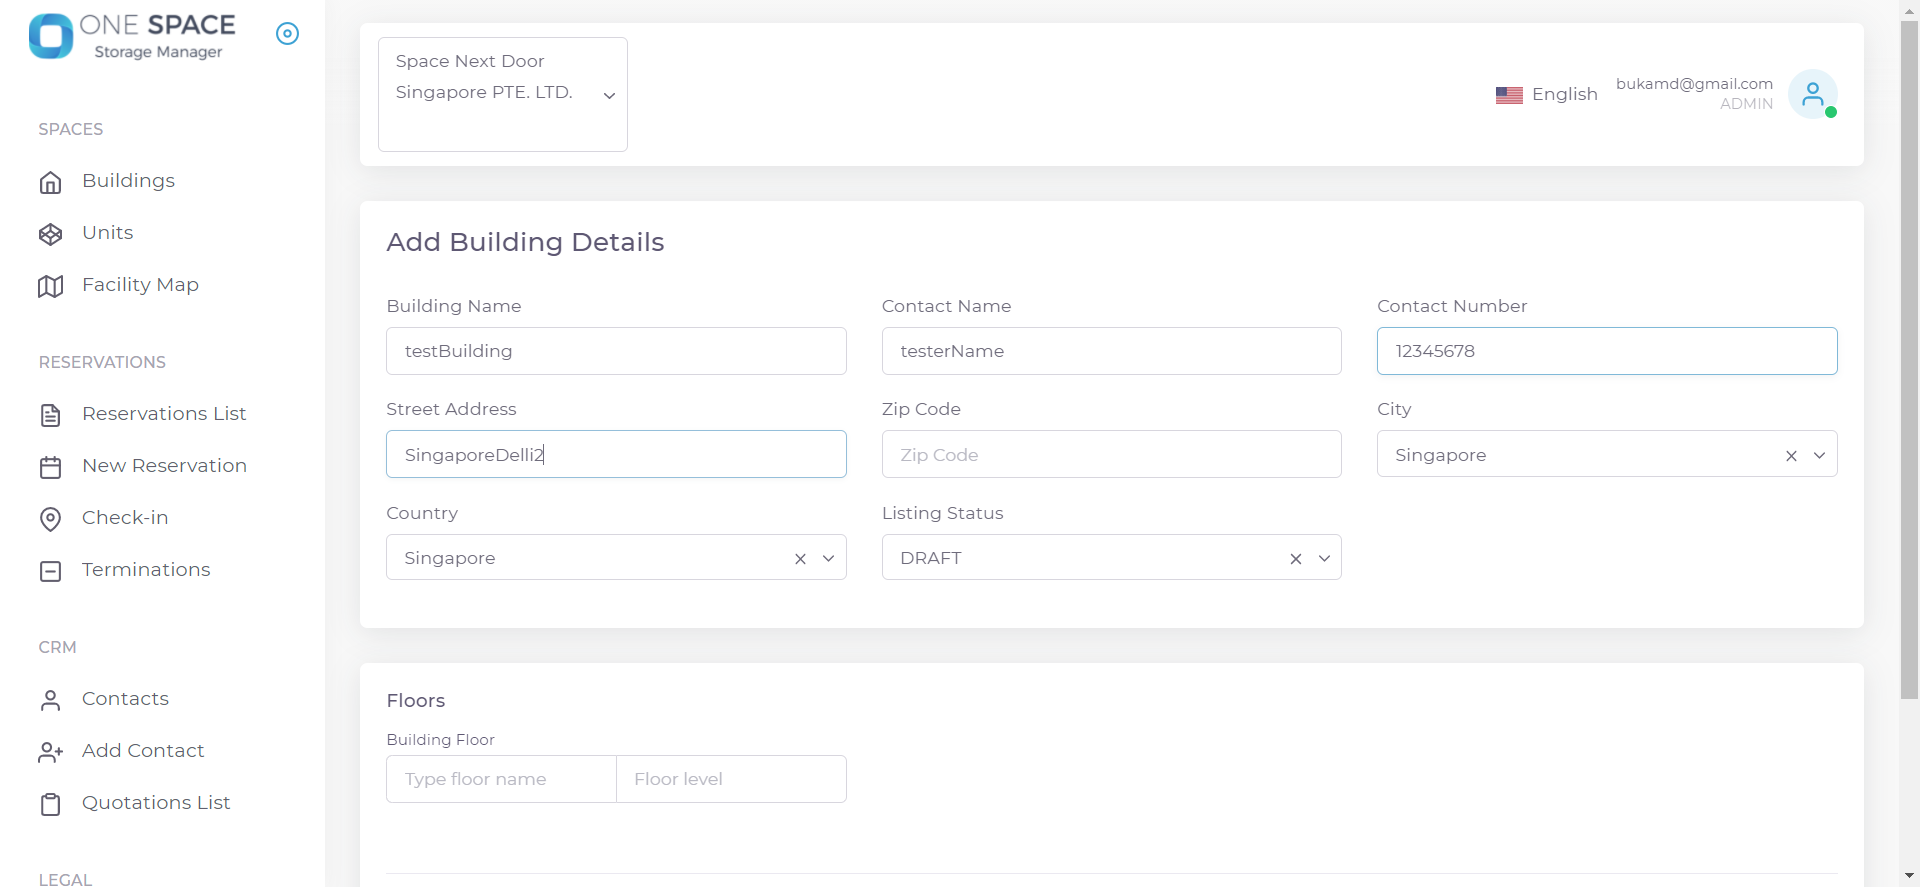 ONE SPACE
Storage Manager
SPACES
Buildings
Units
Facility Map
RESERVATIONS
Reservations List
New Reservation
Check-in
Terminations
CRM
Contacts
Add Contact
Quotations List
LEGAL
Space Next Door
Singapore PTE. LTD.
English
bukamd@gmail.com
ADMIN
Add Building Details
Building Name
Contact Name
Contact Number
testBuilding
testerName
12345678
Street Address
Zip Code
City
SingaporeDelli2
Zip Code
Singapore
Country
Listing Status
Singapore
DRAFT
Floors
Building Floor
Type floor name
Floor level